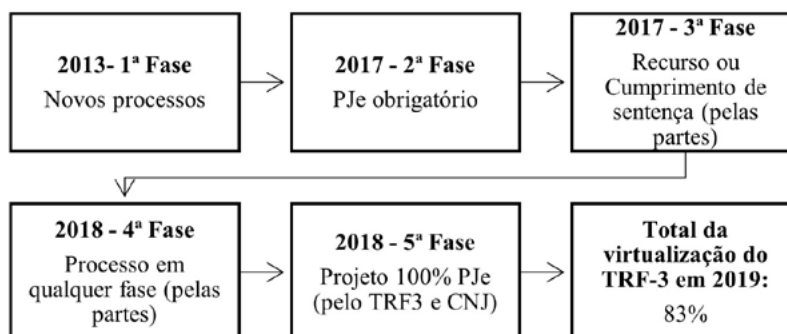 2013- 1ª Fase
Novos processos
2017 - 2ª Fase
PJe obrigatório
2017 - 3ª Fase
Recurso ou
Cumprimento de
sentença (pelas
partes)
2018 - 4ª Fase
Processo em
qualquer fase (pelas
partes)
2018 - 5ª Fase
Projeto 100% PJe
(pelo TRF3 e CNJ)
Total da
virtualização do
TRF-3 em 2019:
83%